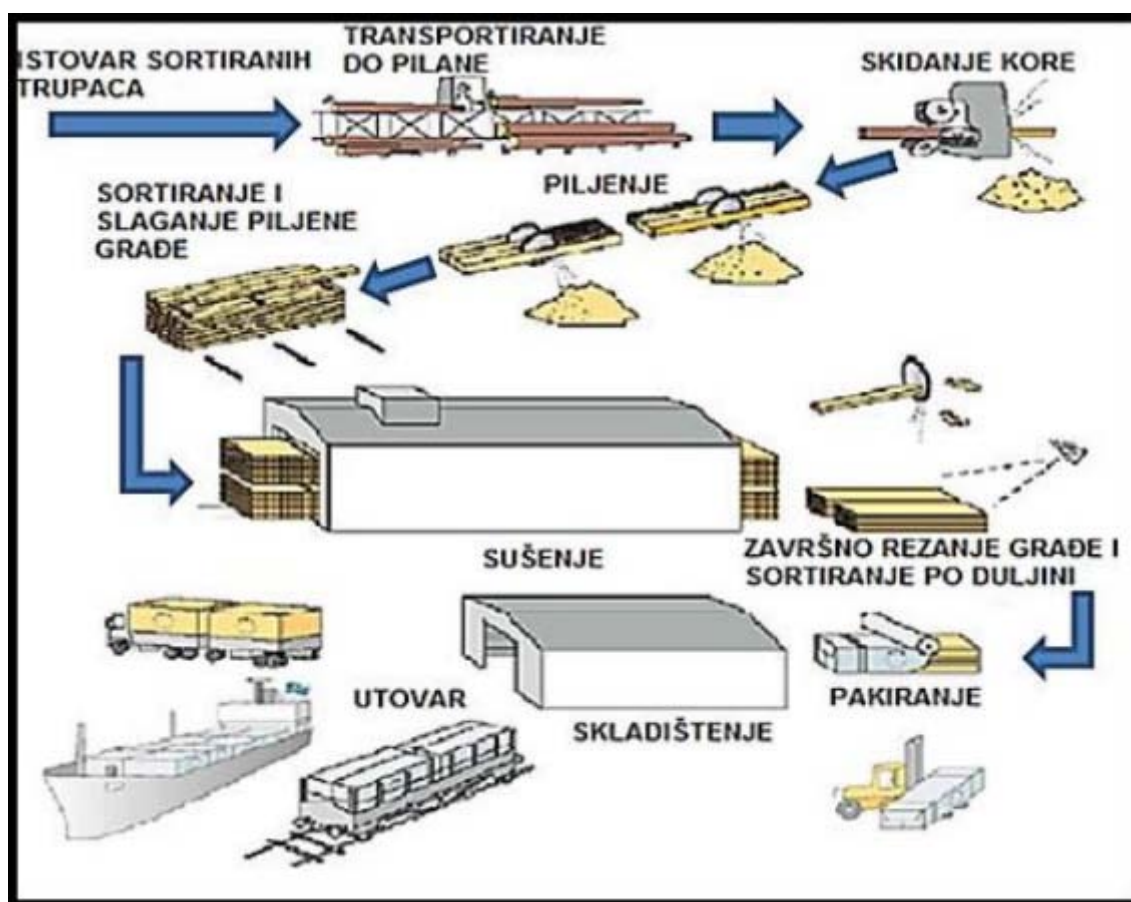 ISTOVAR SORTIRANIH
TRUPACA
TRANSPORTIRANJE
DO PILANE
SKIDANJE KORE
PILJENJE
SORTIRANJE I
SLAGANJE PILJENE
GRAĐE
SUŠENJE
ZAVRŠNO REZANJE GRAĐE I
SORTIRANJE PO DULJINI
PAKIRANJE
SKLADIŠTENJE
UTOVAR